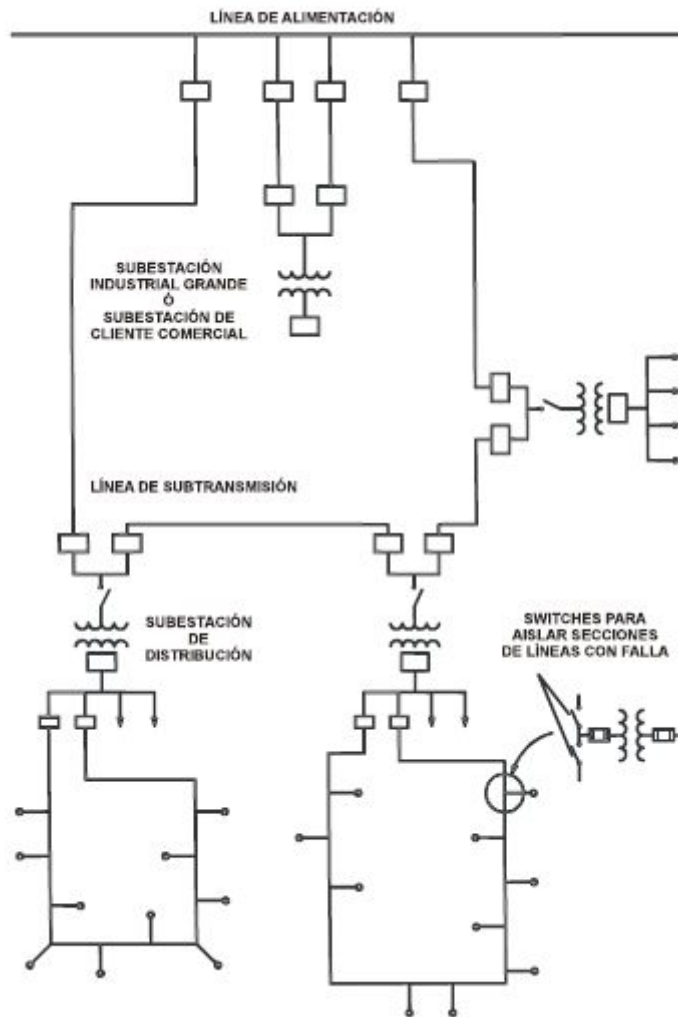 LÍNEA DE ALIMENTACIÓN
SUBESTACIÓN
INDUSTRIAL GRANDE
Ó
SUBESTACIÓN DE
CLIENTE COMERCIAL
LÍNEA DE SUBTRANSMISIÓN
SUBESTACIÓN
DE
DISTRIBUCIÓN
SWITCHES PARA
AISLAR SECCIONES
DE LÍNEAS CON FALLA